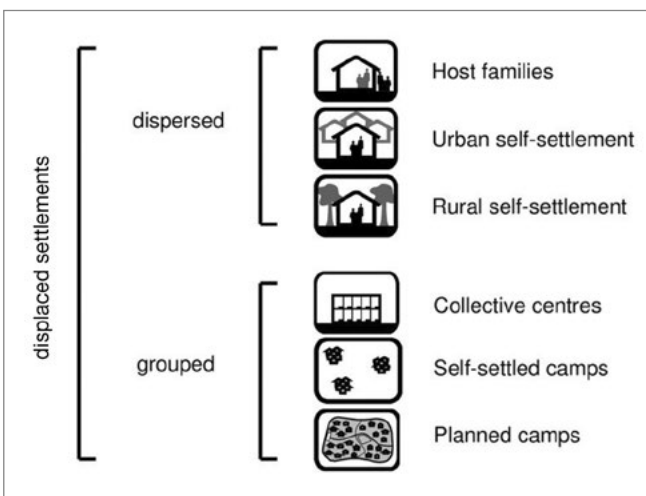 displaced settlements
dispersed
Host families
Urban self-settlement
Rural self-settlement
grouped
Collective centres
Self-settled camps
Planned camps